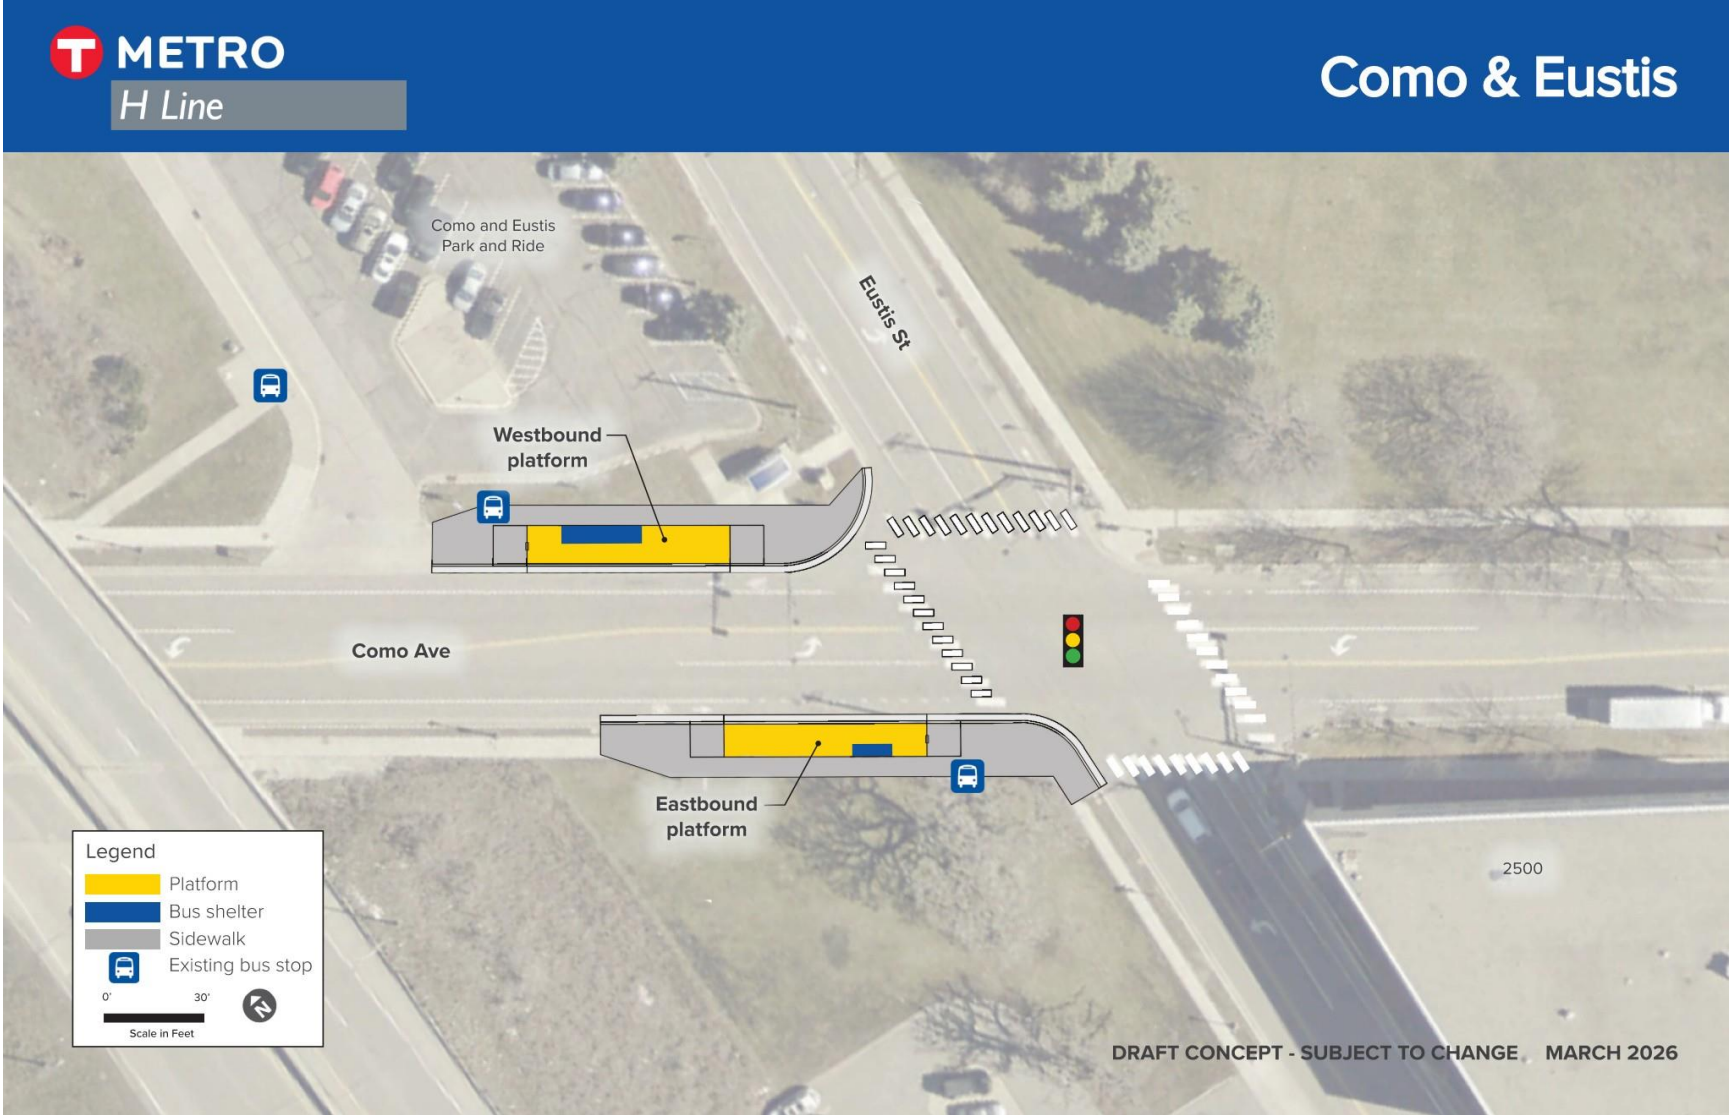 T METRO
H Line
Como & Eustis
Como and Eustis
Park and Ride
Eustis St
Westbound
platform
Como Ave
Eastbound
platform
2500
Legend
Platform
Bus shelter
Sidewalk
Existing bus stop
0' 30'
N
Scale in Feet
DRAFT CONCEPT - SUBJECT TO CHANGE MARCH 2026